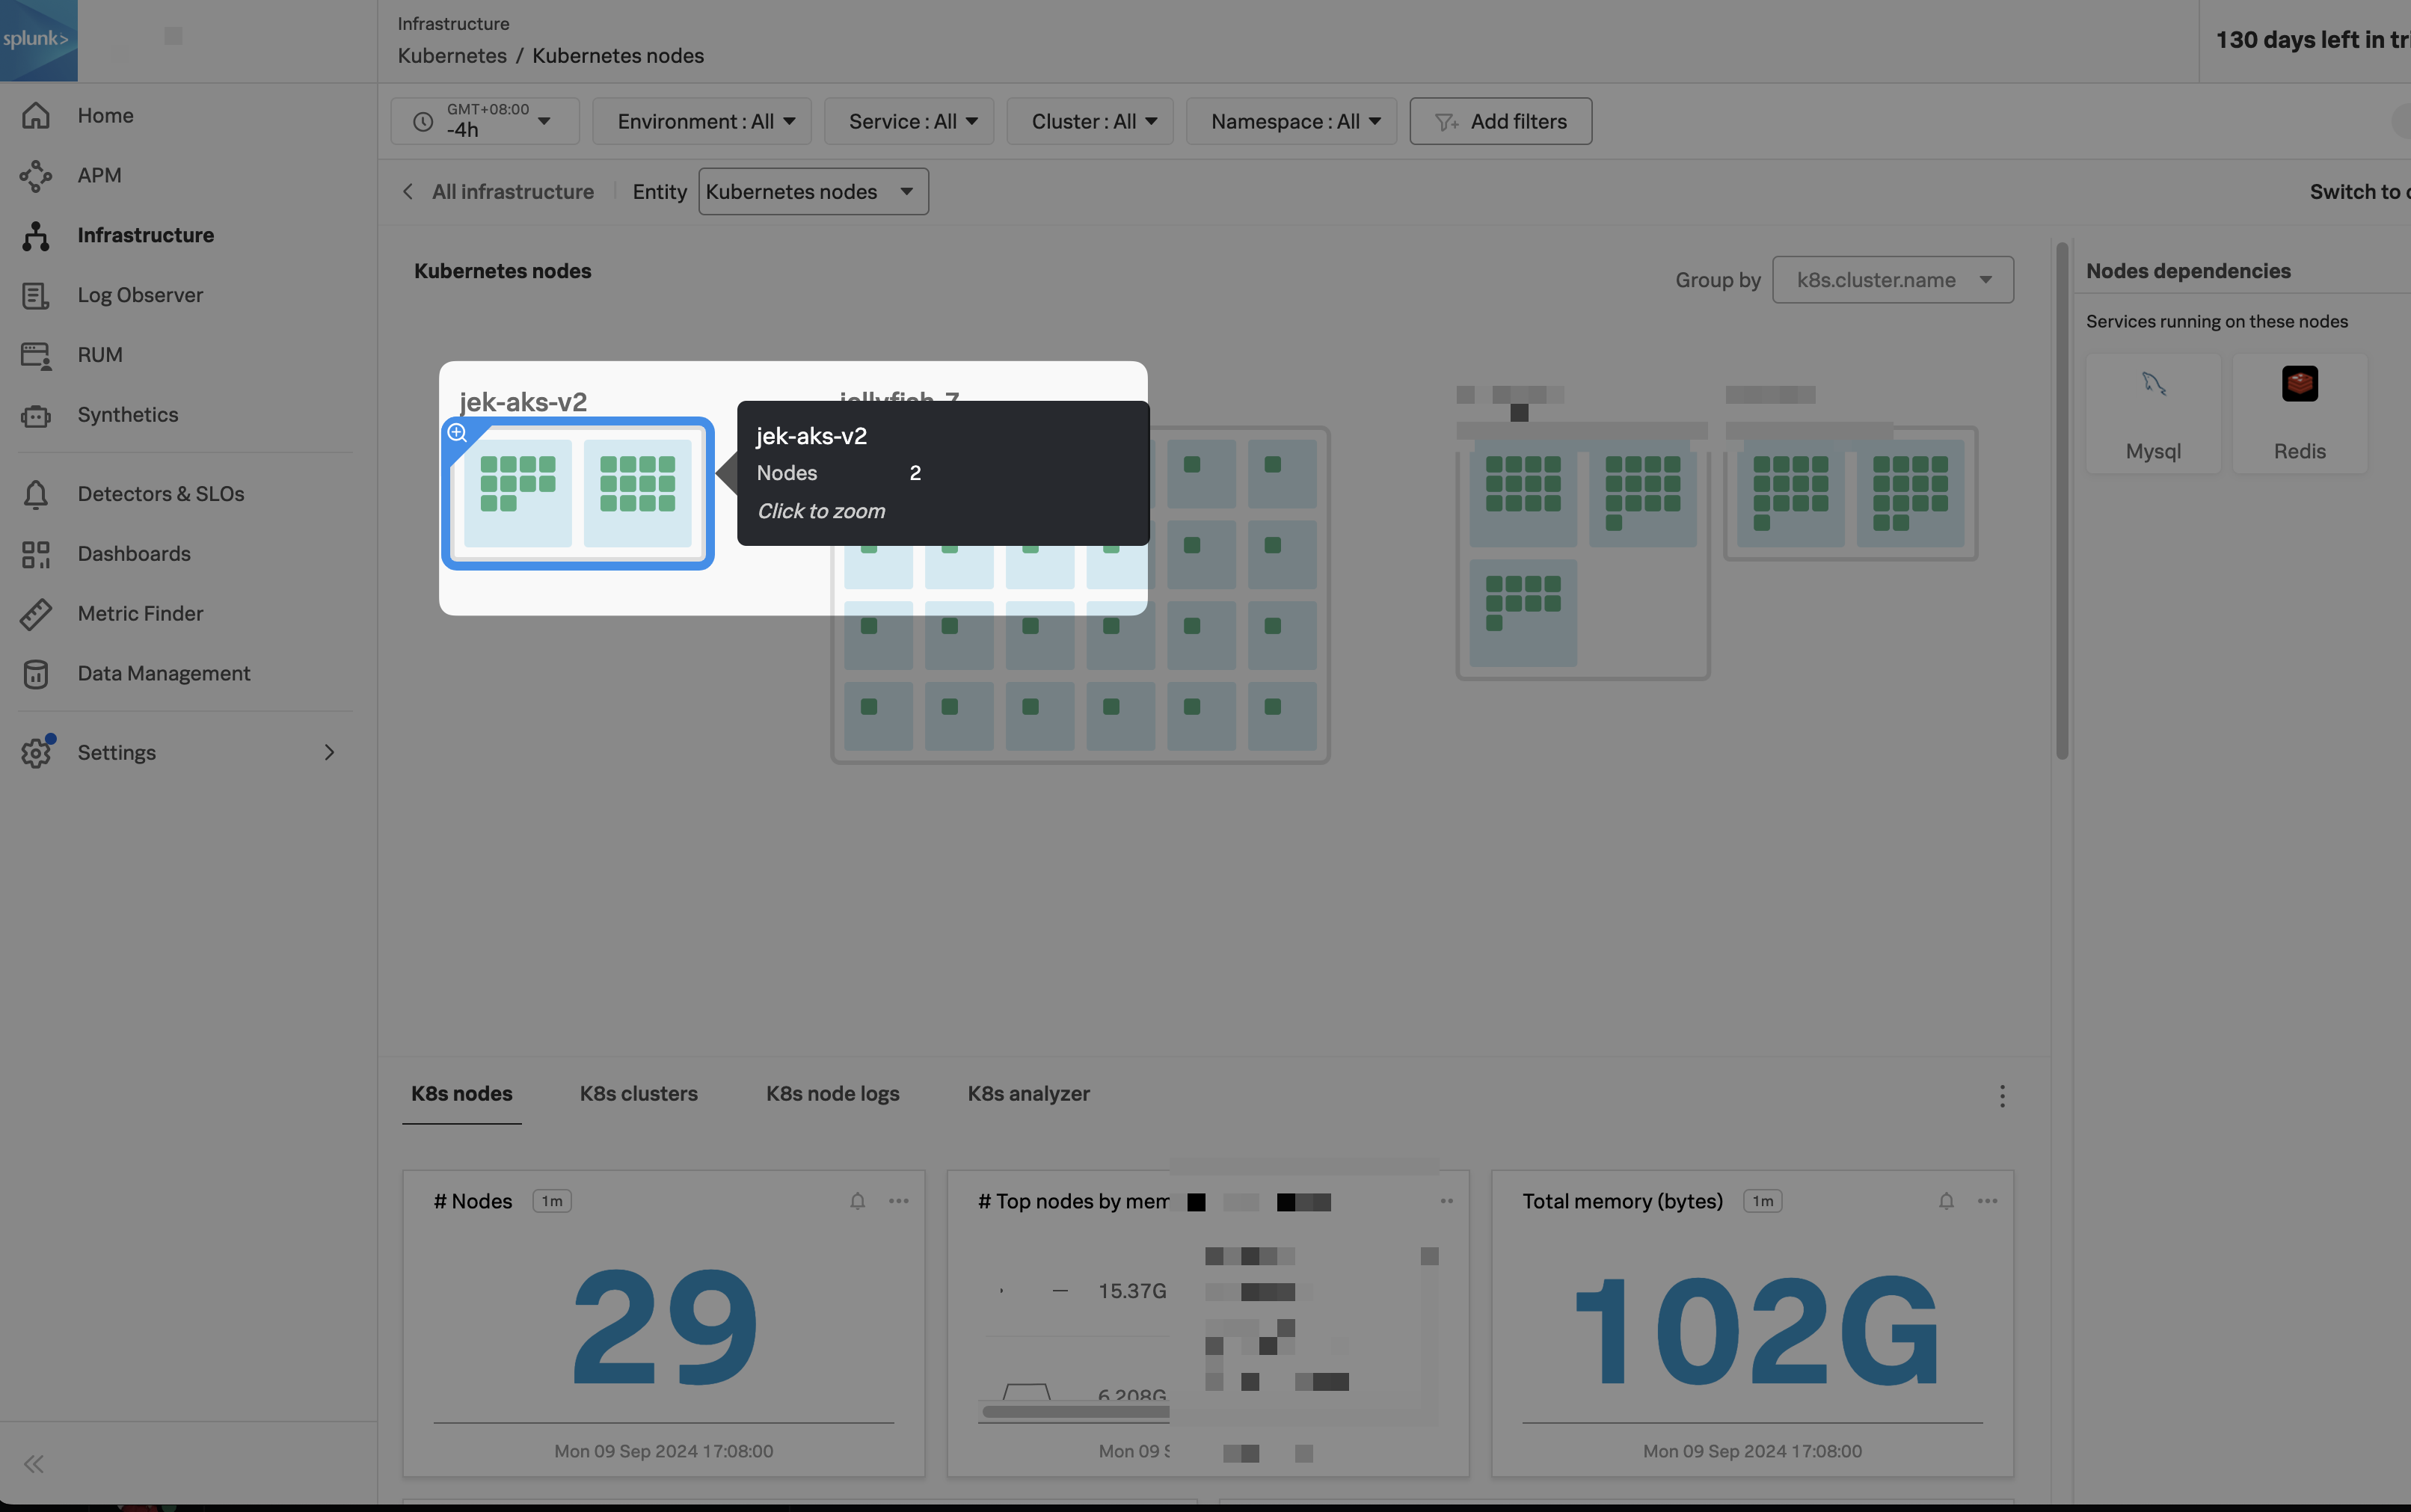 splunk>
Infrastructure
Kubernetes / Kubernetes nodes
130 days left in
Home
APM
Infrastructure
Log Observer
RUM
Synthetics
Detectors & SLOs
Dashboards
Metric Finder
Data Management
Settings
GMT+08:00
-4h
Environment : All
Service : All
Cluster : All
Namespace : All
Add filters
All infrastructure
Entity
Kubernetes nodes
Switch to
Kubernetes nodes
Group by
k8s.cluster.name
Nodes dependencies
Services running on these nodes
Mysql
Redis
jek-aks-v2
jek-aks-v2
Nodes 2
Click to zoom
K8s nodes
K8s clusters
K8s node logs
K8s analyzer
# Nodes 1m
29
Mon 09 Sep 2024 17:08:00
# Top nodes by mem
15.37G
6.208G
Mon 09 S
Total memory (bytes) 1m
102G
Mon 09 Sep 2024 17:08:00